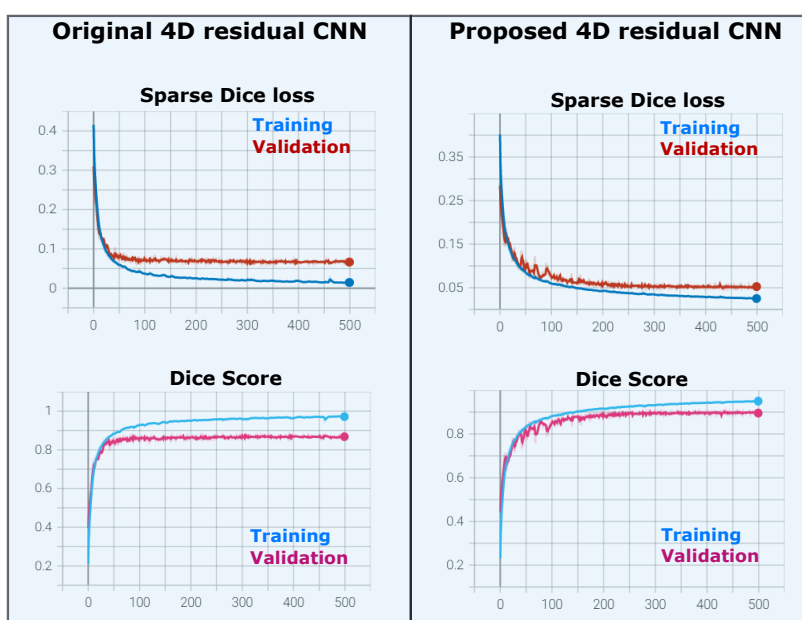 Original 4D residual CNN
Sparse Dice loss
Training
Validation
0.4
0.3
0.2
0.1
0
0 100 200 300 400 500
Dice Score
1
0.8
0.6
0.4
0.2
Training
Validation
0 100 200 300 400 500
Proposed 4D residual CNN
Sparse Dice loss
Training
Validation
0.35
0.25
0.15
0.05
0 100 200 300 400 500
Dice Score
0.8
0.6
0.4
0.2
Training
Validation
0 100 200 300 400 500